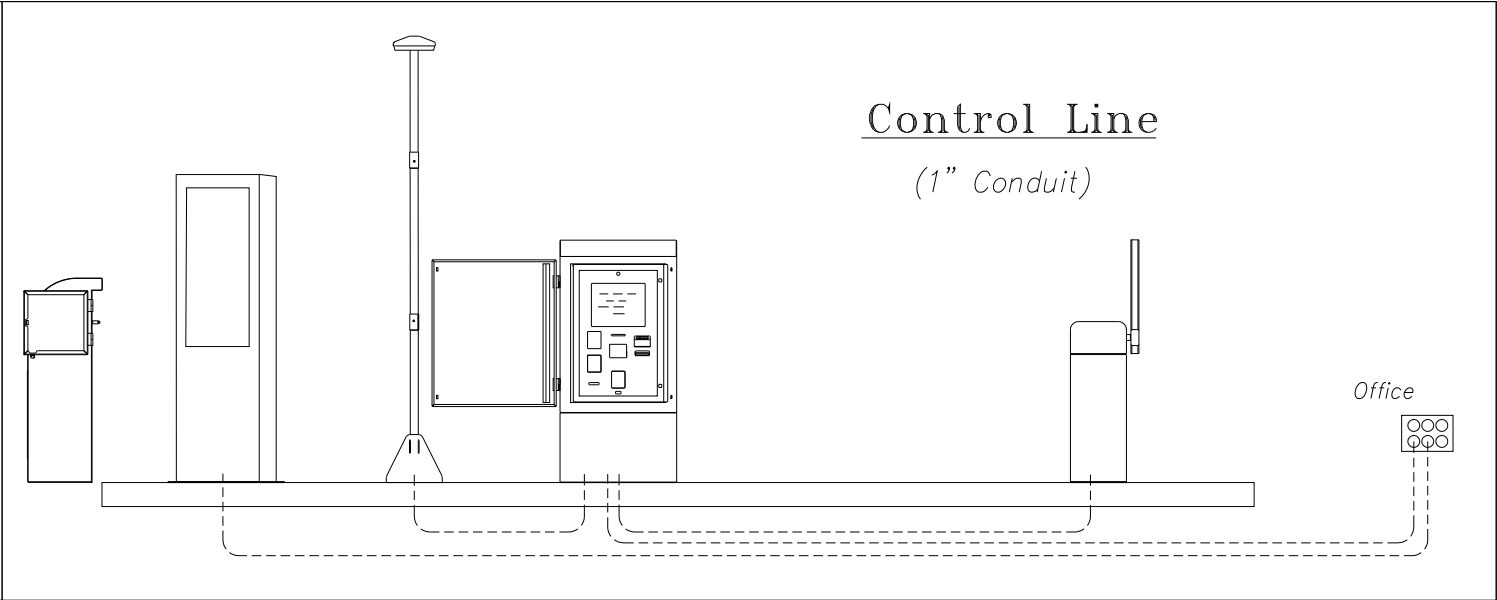 Control Line
(1” Conduit)
Office